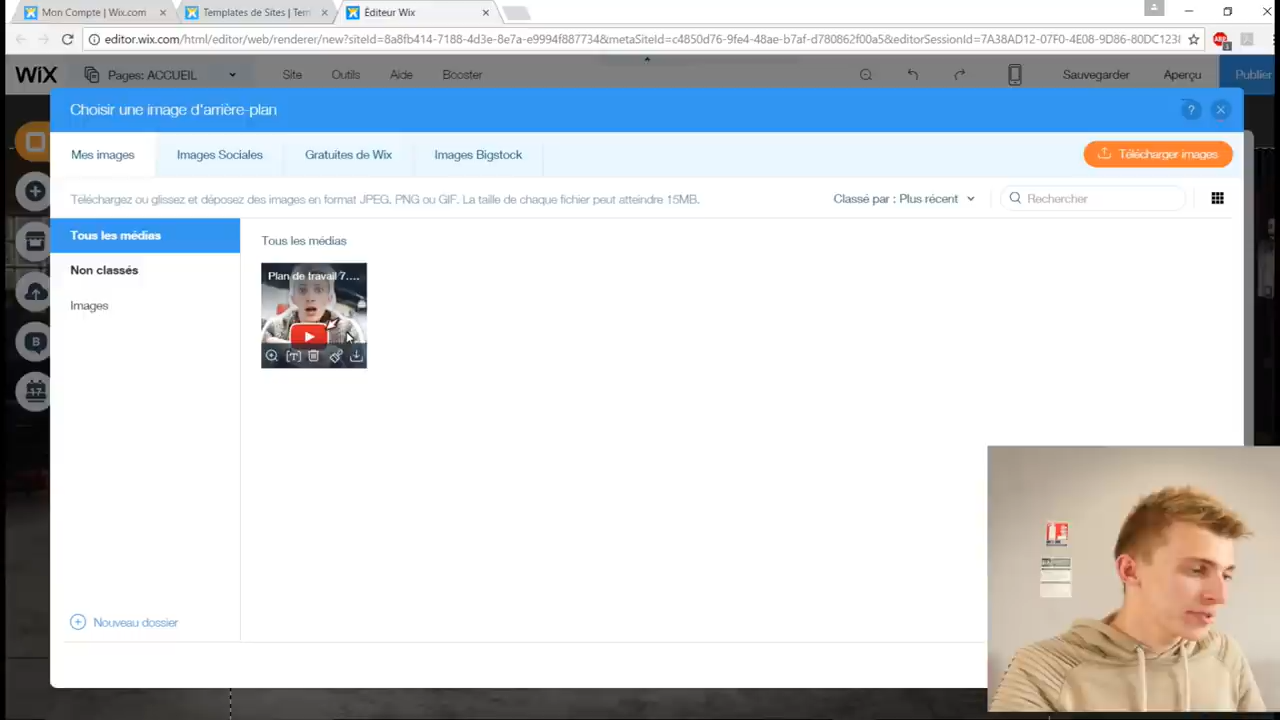 Mon Compte | Wix.com
Templates de Sites | Tem
Éditeur Wix
editor.wix.com/html/editor/web/renderer/new?siteId=8a8fb414-7188-4d3e-8e7a-e9994f887734&metaSiteId=c4850d76-9fe4-48ae-b7af-d780862f00a5&editorSessionId=7A38AD12-07F0-4E08-9D86-80DC123
WiX
Pages: ACCUEIL
Site
Outils
Aide
Booster
Sauvegarder
Aperçu
Publier
Choisir une image d'arrière-plan
?
Mes images
Images Sociales
Gratuites de Wix
Images Bigstock
Télécharger images
Téléchargez ou glissez et déposez des images en format JPEG, PNG ou GIF. La taille de chaque fichier peut atteindre 15MB.
Classé par : Plus récent
Rechercher
Tous les médias
Non classés
Images
Tous les médias
Plan de travail 7....
Nouveau dossier
B
17